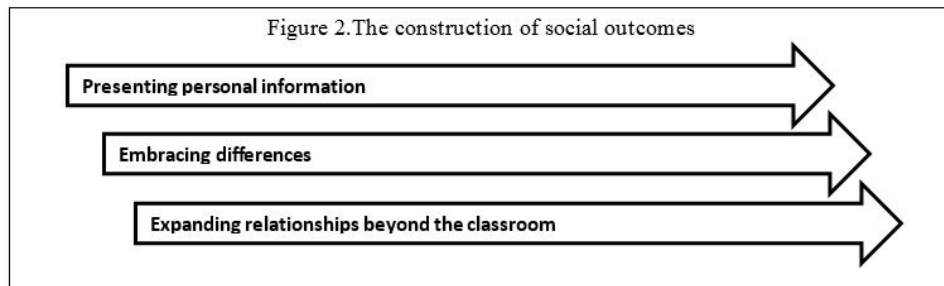 Figure 2.The construction of social outcomes
Presenting personal information
Embracing differences
Expanding relationships beyond the classroom